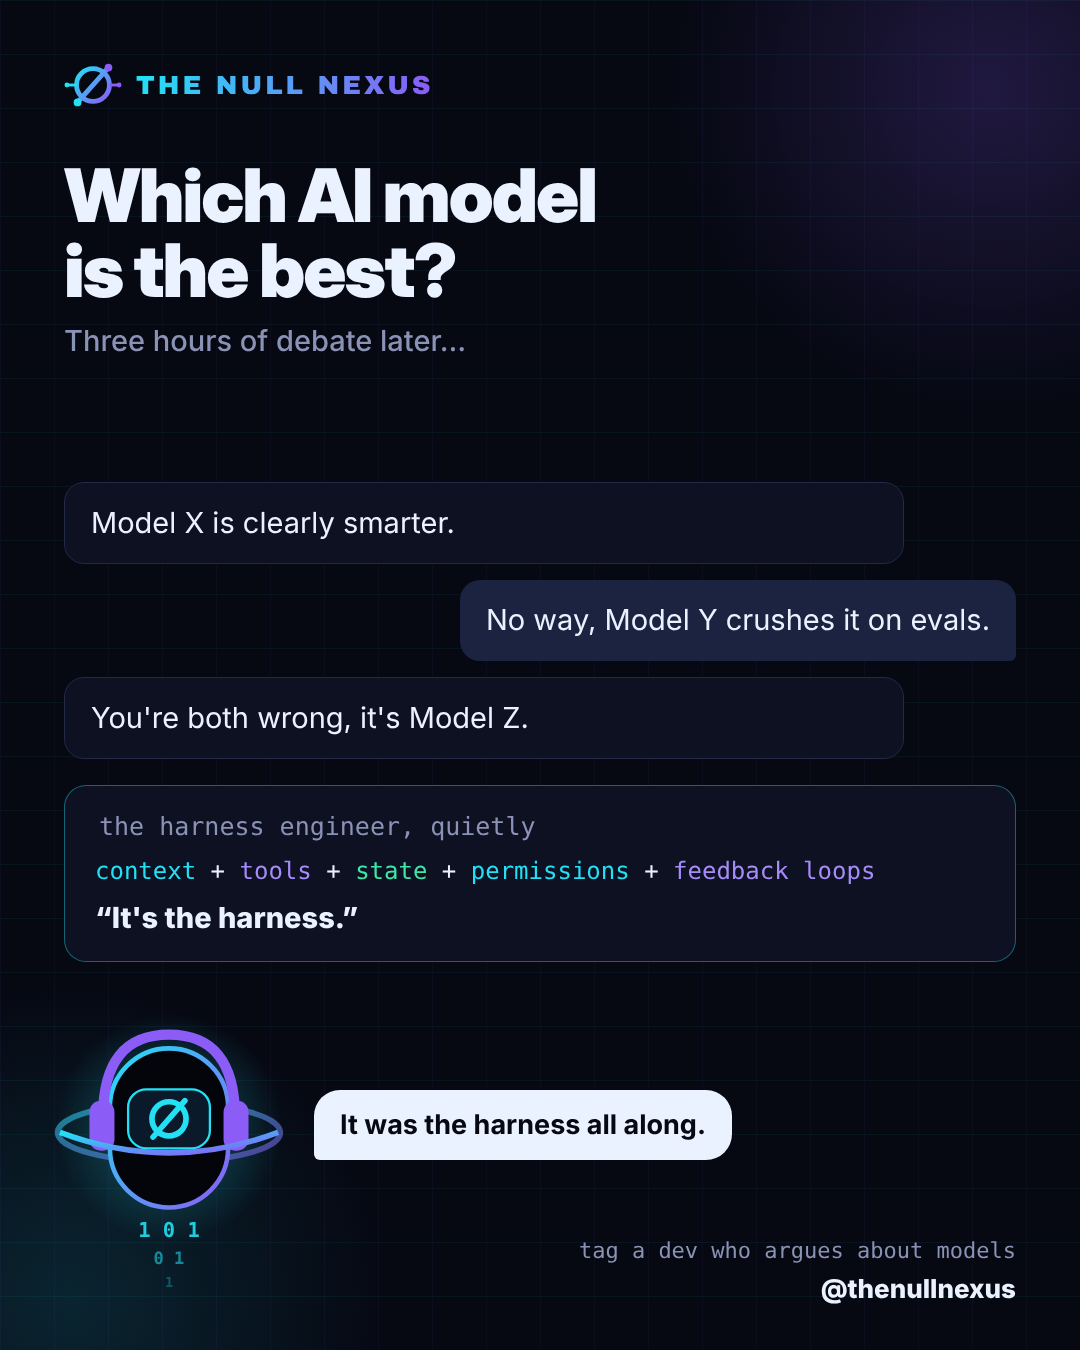 THE NULL NEXUS
Which AI model
is the best?
Three hours of debate later...
Model X is clearly smarter.
No way, Model Y crushes it on evals.
You're both wrong, it's Model Z.
the harness engineer, quietly
context + tools + state + permissions + feedback loops
“It's the harness.”
It was the harness all along.
1 0 1
0 1
1
tag a dev who argues about models
@thenullnexus